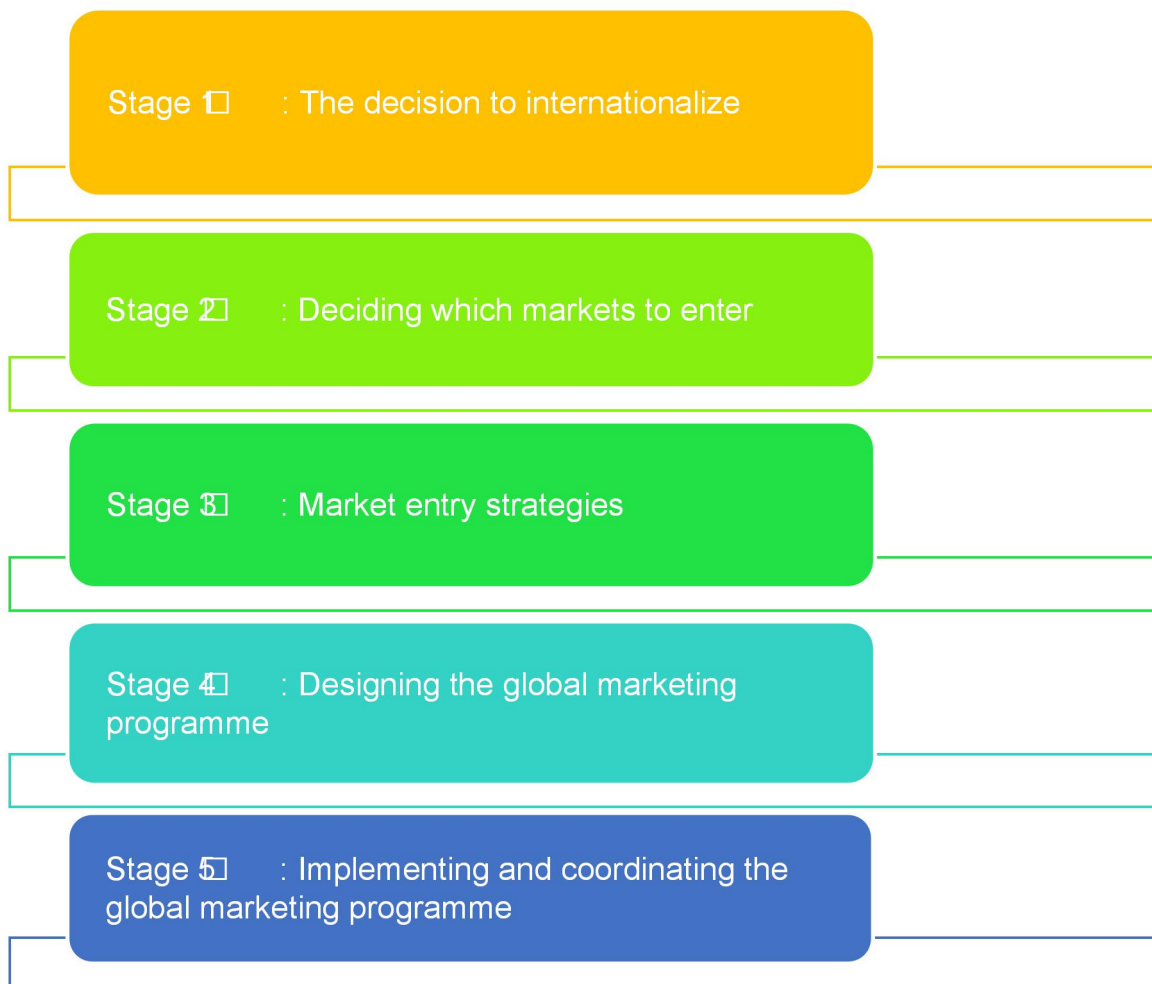 Stage 1□ : The decision to internationalize
Stage 2□ : Deciding which markets to enter
Stage 3□ : Market entry strategies
Stage 4□ : Designing the global marketing
programme
Stage 5□ : Implementing and coordinating the
global marketing programme